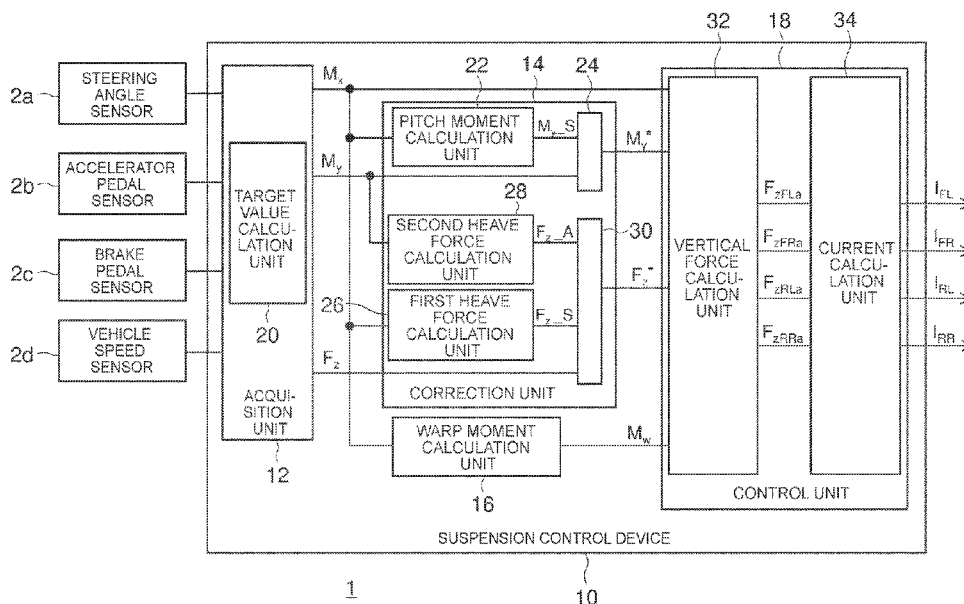 32
18
34
22
14
24
2a
STEERING
ANGLE
SENSOR
Mx
PITCH MOMENT
CALCULATION
UNIT
My_S
My*
2b
ACCELERATOR
PEDAL
SENSOR
My
TARGET
VALUE
CALCULATION
UNIT
28
SECOND HEAVE
FORCE CALCULATION
UNIT
Fz_A
30
2c
BRAKE
PEDAL
SENSOR
26
FIRST HEAVE
FORCE
CALCULATION
UNIT
Fz_S
Fz*
2d
VEHICLE
SPEED
SENSOR
20
Fz
CORRECTION UNIT
ACQUI-
SITION UNIT
12
WARP MOMENT
CALCULATION
UNIT
16
Mw
VERTICAL
FORCE
CALCU-
LATION
UNIT
FzFLa
FzFRa
FzRLa
FzRRa
CURRENT
CALCU-
LATION
UNIT
IFL
IFR
IRL
IRR
CONTROL UNIT
SUSPENSION CONTROL DEVICE
10
1